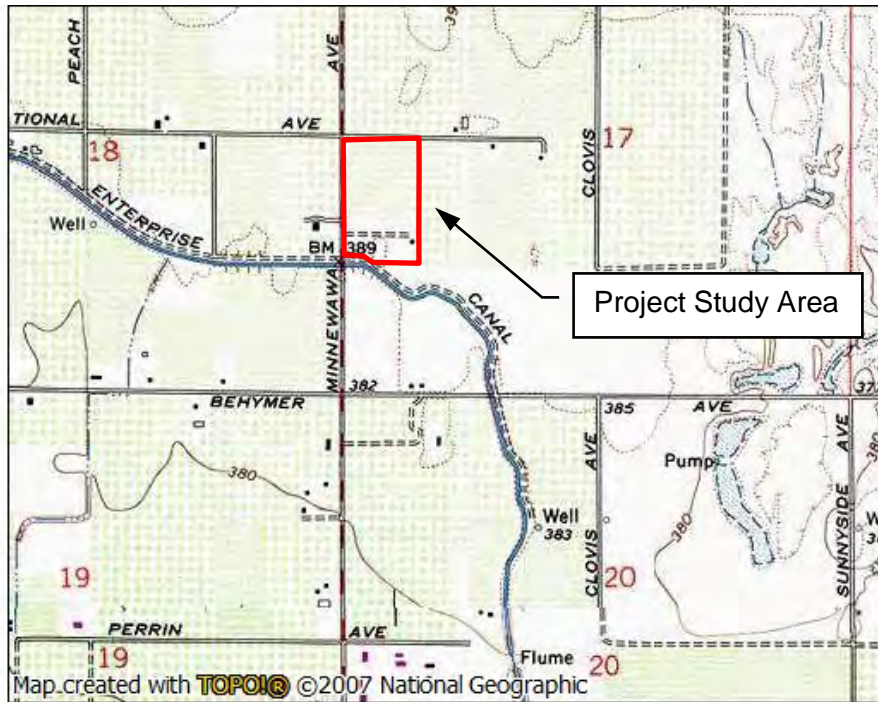 PEACH
AVE
TIONAL AVE
18
17
CLOVIS
ENTERPRISE
Well
BM 389
CANAL
Project Study Area
MINNEWAWA
382
BEHYMER
385
AVE
380
Pump
AVE
AVE
380
Well
383
CLOVIS
SUNNYSIDE
19
20
PERRIN AVE
19
Flume
20
Map created with TOPO!® ©2007 National Geographic